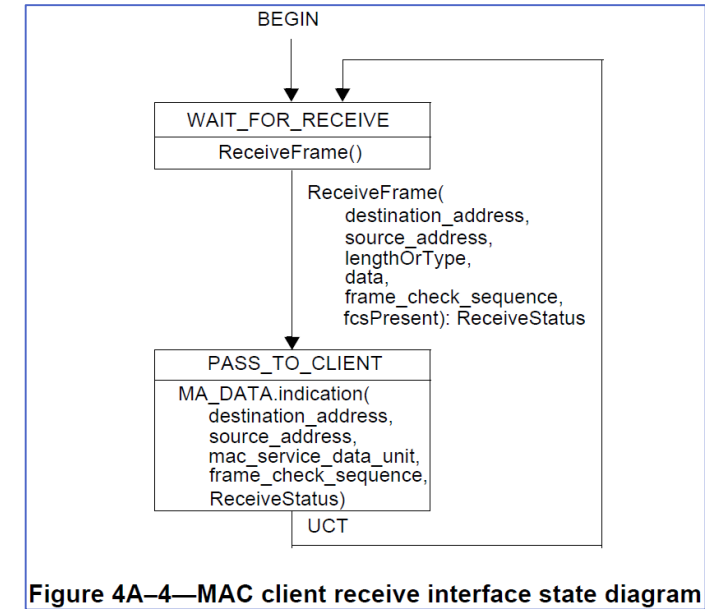 BEGIN
WAIT_FOR_RECEIVE
ReceiveFrame()
ReceiveFrame(
destination_address,
source_address,
lengthOrType,
data,
frame_check_sequence,
fcsPresent): ReceiveStatus
PASS_TO_CLIENT
MA_DATA.indication(
destination_address,
source_address,
mac_service_data_unit,
frame_check_sequence,
ReceiveStatus)
UCT
Figure 4A–4—MAC client receive interface state diagram